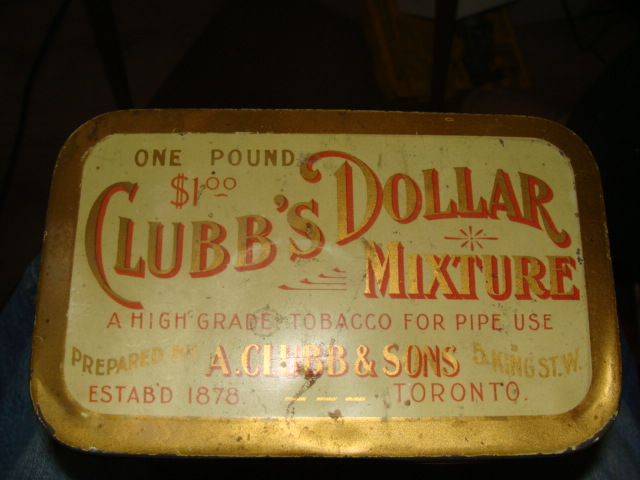 ONE POUND
$1.00
CLUBB'S DOLLAR
MIXTURE
A HIGH GRADE TOBACCO FOR PIPE USE
PREPARED BY A. CLUBB & SONS 5. KING ST. W.
ESTAB'D 1878. TORONTO.